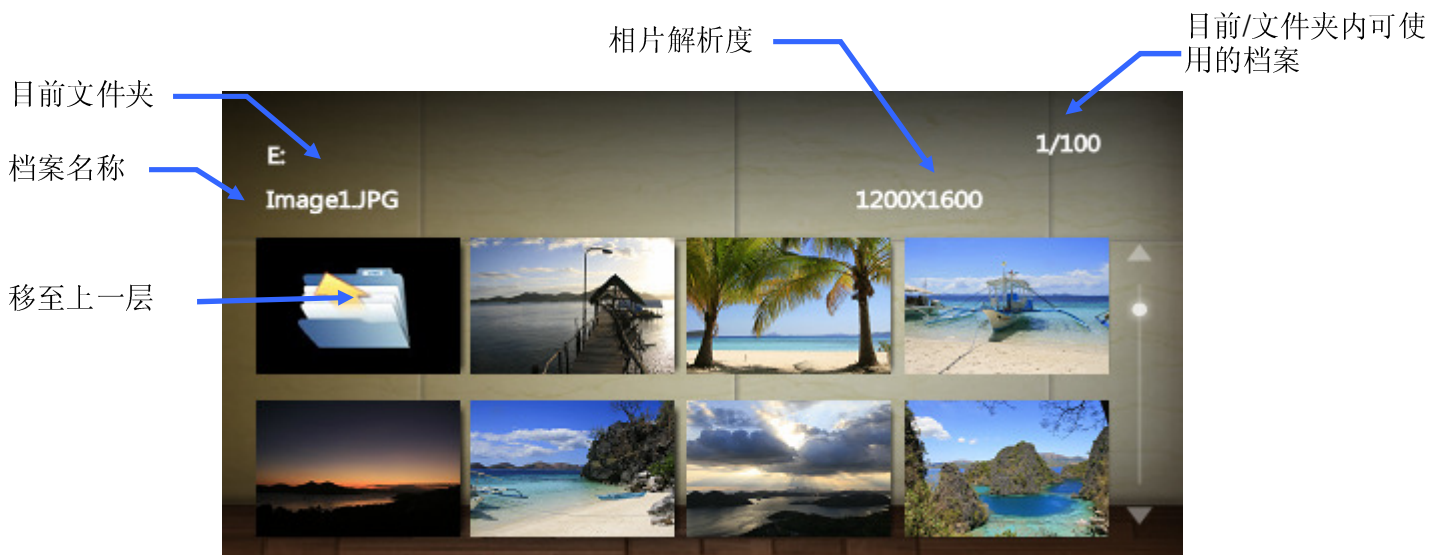 目前/文件夹内可使
用的档案
相片解析度
目前文件夹
1/100
E:
档案名称
Image1.JPG
1200X1600
移至上一层